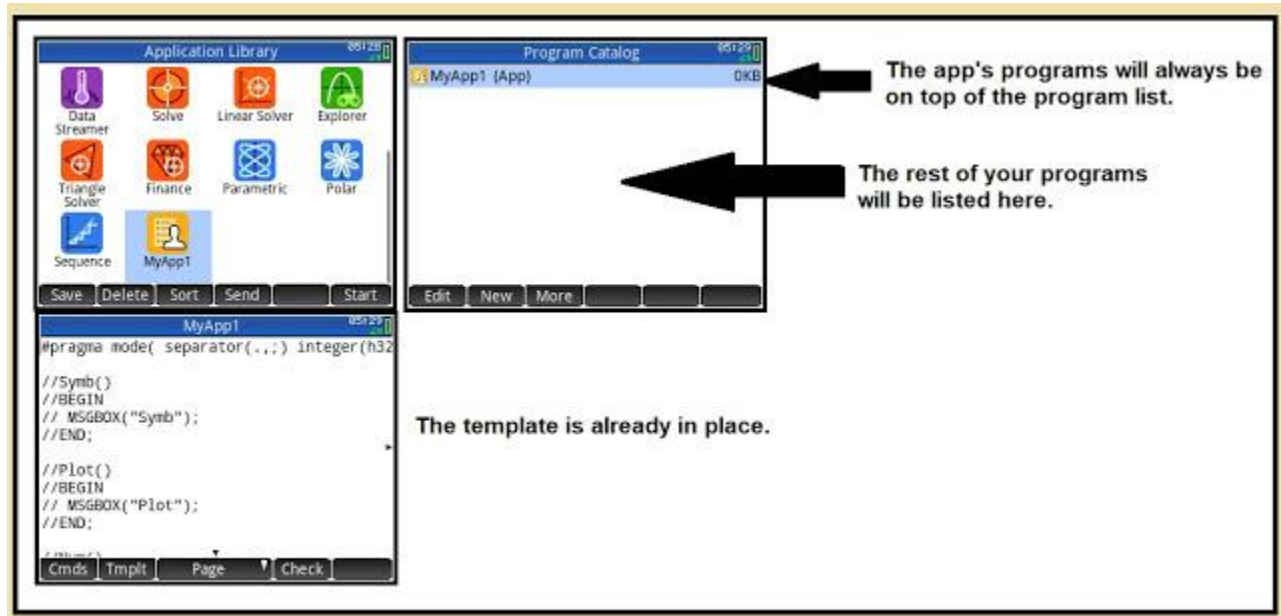 Application Library 05:28
Data Streamer
Solve
Linear Solver
Explorer
Triangle Solver
Finance
Parametric
Polar
Sequence
MyApp1
Save Delete Sort Send Start
Program Catalog 05:29
MyApp1 (App) 0KB
Edit New More
The app's programs will always be
on top of the program list.
The rest of your programs
will be listed here.
MyApp1 05:29
#pragma mode( separator(.,;) integer(h32
//Symb()
//BEGIN
// MSGBOX("Symb");
//END;
//Plot()
//BEGIN
// MSGBOX("Plot");
//END;
Cmds Tmplt Page Check
The template is already in place.